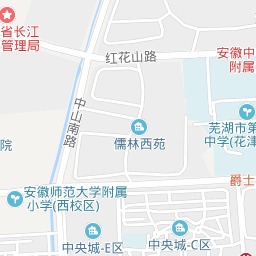 省长江
管理局
红花山路
安徽中
附属
中山南路
芜湖市第
中学(花津
儒林西苑
院
爵士
安徽师范大学附属
小学(西校区)
中央城-E区
中央城-C区